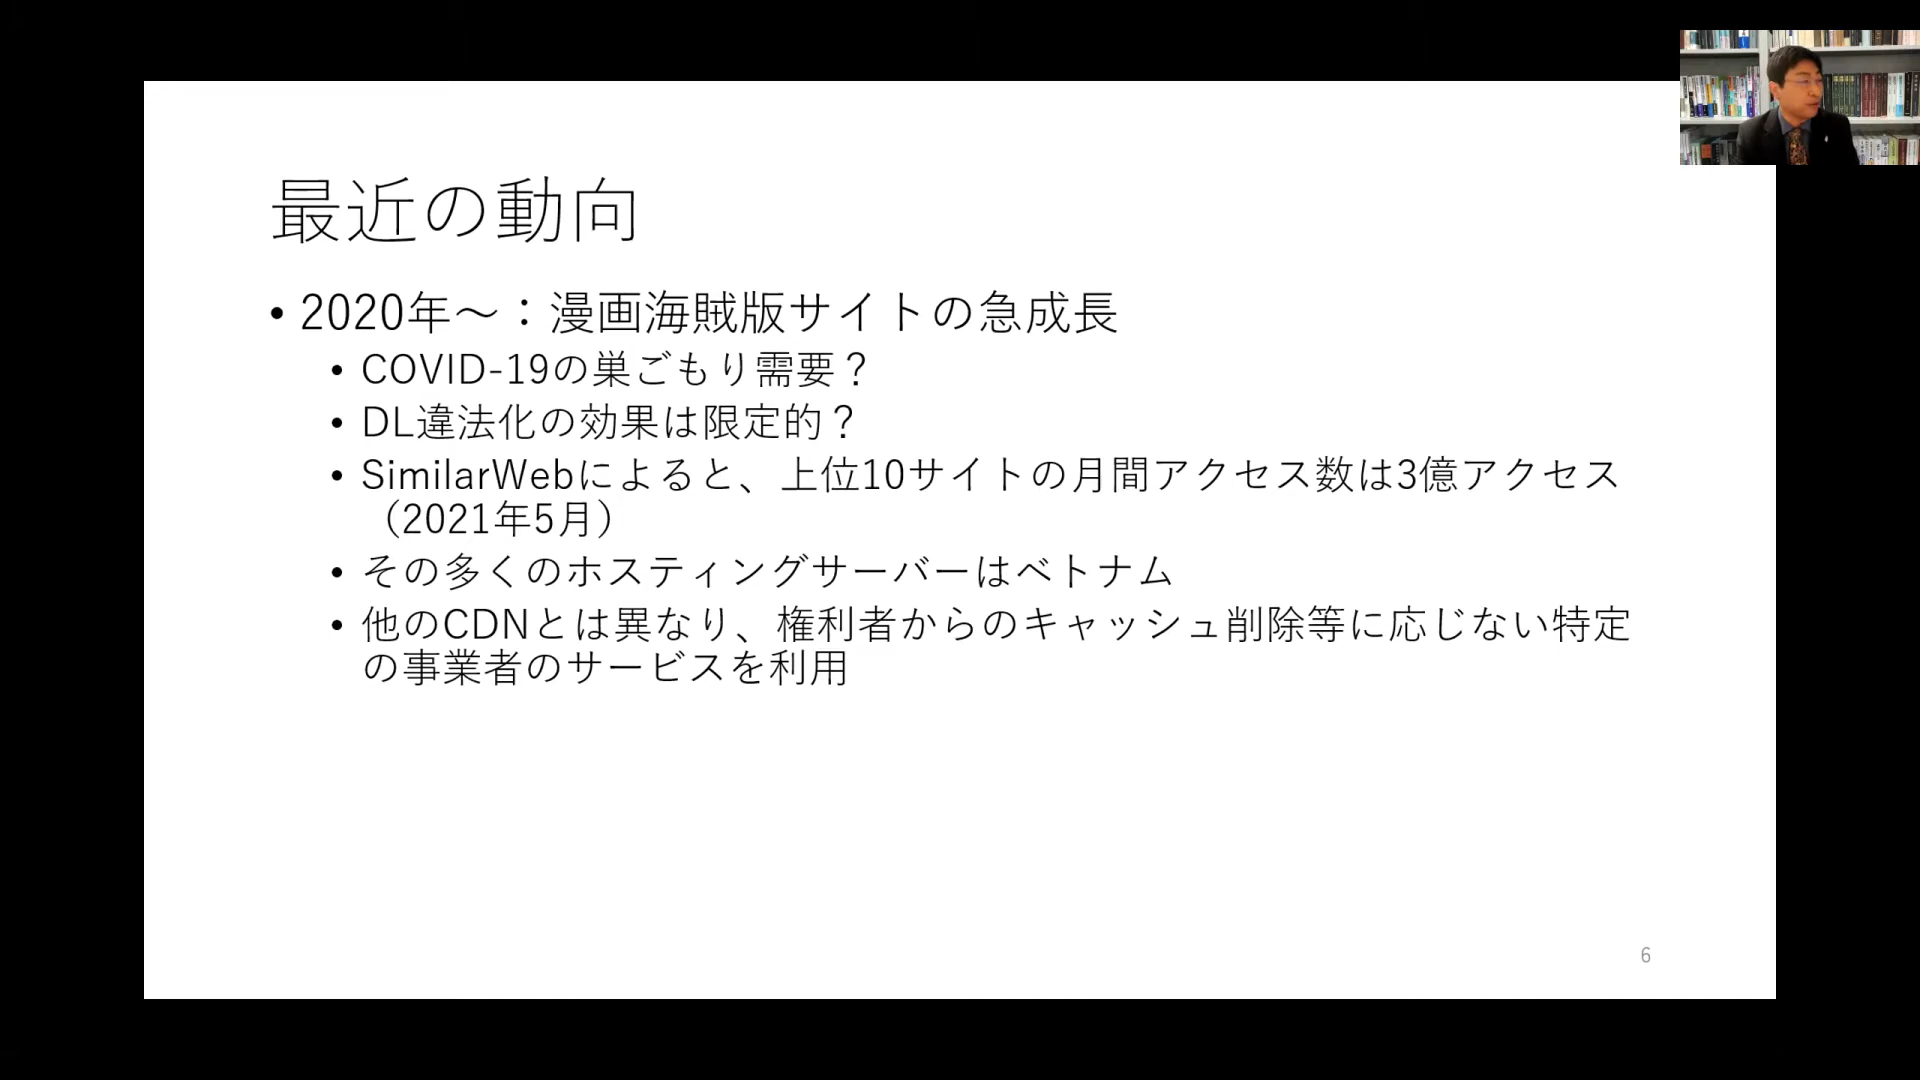 最近の動向
• 2020年～：漫画海賊版サイトの急成長
• COVID-19の巣ごもり需要？
• DL違法化の効果は限定的？
• SimilarWebによると、上位10サイトの月間アクセス数は3億アクセス
（2021年5月）
• その多くのホスティングサーバーはベトナム
• 他のCDNとは異なり、権利者からのキャッシュ削除等に応じない特定
の事業者のサービスを利用
6